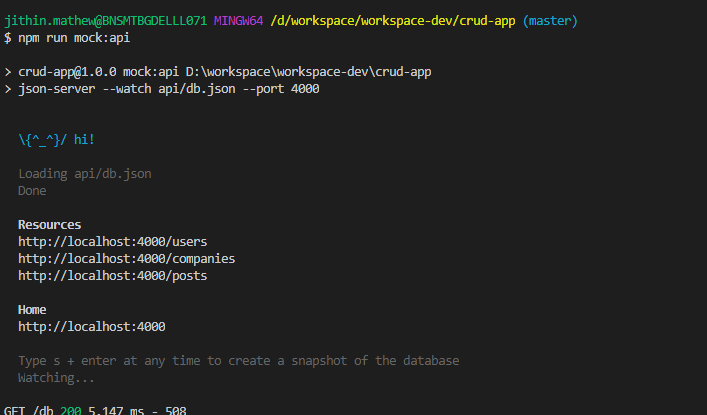 jithin.mathew@BNSMTBGDELLL071 MINGW64 /d/workspace/workspace-dev/crud-app (master)
$ npm run mock:api
> crud-app@1.0.0 mock:api D:\workspace\workspace-dev\crud-app
> json-server --watch api/db.json --port 4000
\{^_^}/ hi!
Loading api/db.json
Done
Resources
http://localhost:4000/users
http://localhost:4000/companies
http://localhost:4000/posts
Home
http://localhost:4000
Type s + enter at any time to create a snapshot of the database
Watching...
GET /db 200 5.147 ms - 508